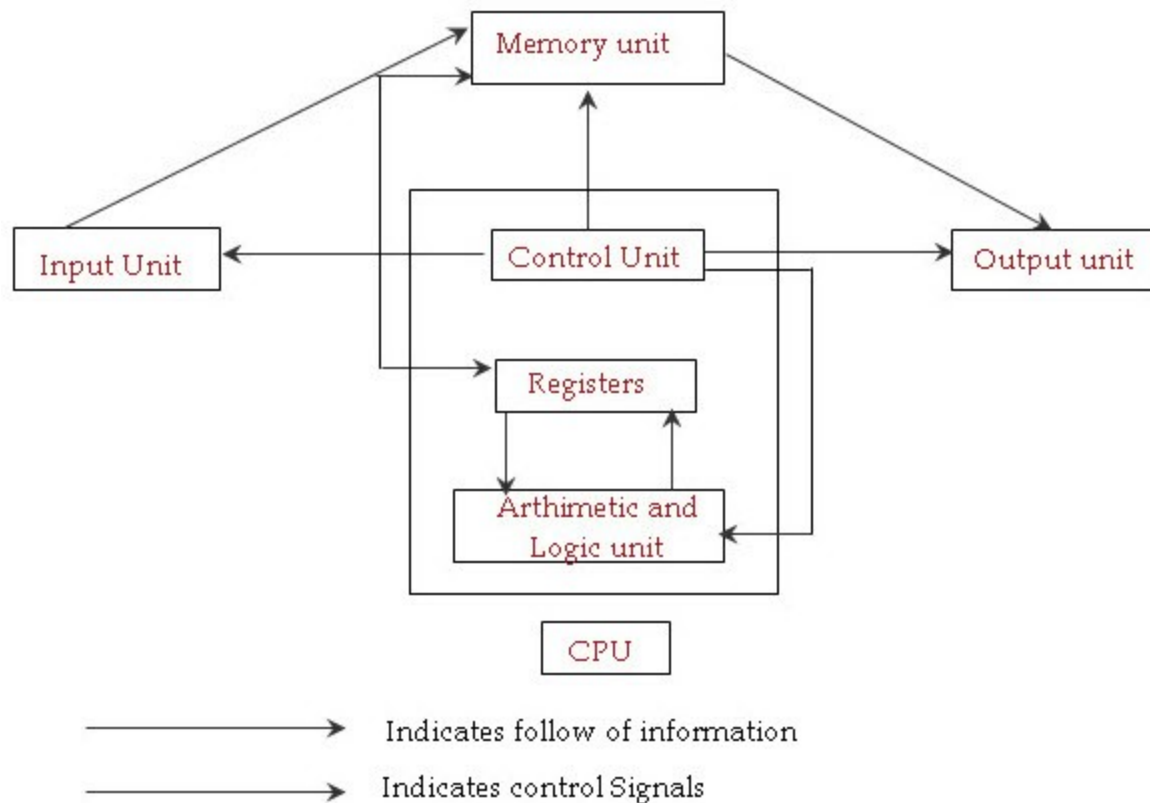 Memory unit
Input Unit
Control Unit
Output unit
Registers
Arthimetic and
Logic unit
CPU
Indicates follow of information
Indicates control Signals